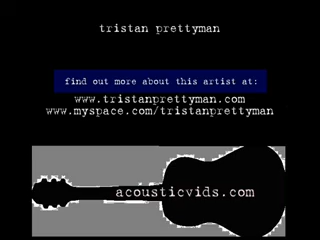 tristan prettyman
find out more about this artist at:
www.tristanprettyman.com
www.myspace.com/tristanprettyman
acousticvids.com